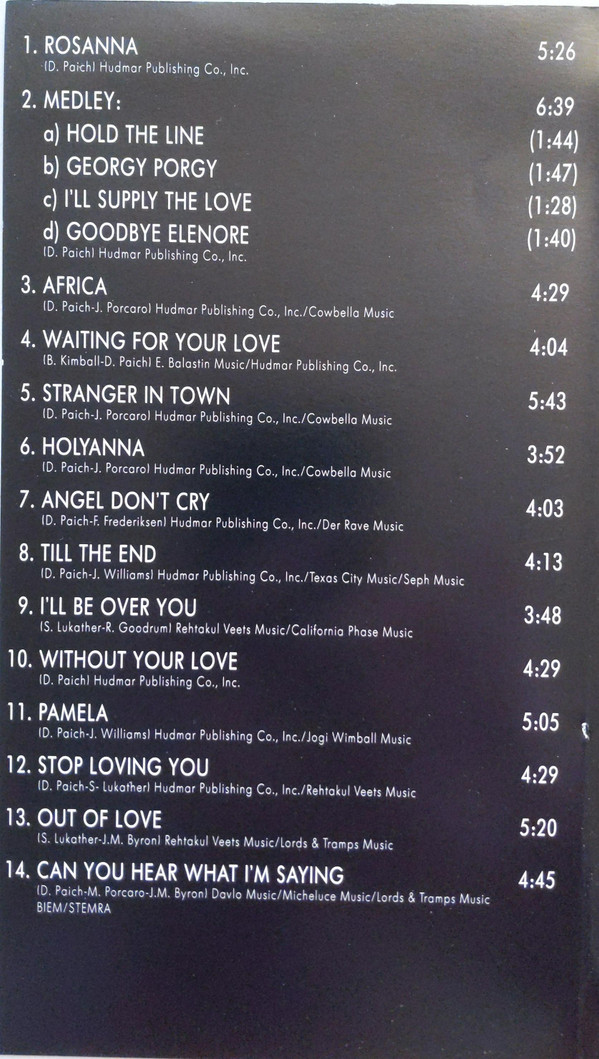 1. ROSANNA 5:26
(D. Paich) Hudmar Publishing Co., Inc.
2. MEDLEY: 6:39
a) HOLD THE LINE (1:44)
b) GEORGY PORGY (1:47)
c) I'LL SUPPLY THE LOVE (1:28)
d) GOODBYE ELENORE (1:40)
(D. Paich) Hudmar Publishing Co., Inc.
3. AFRICA 4:29
(D. Paich-J. Porcaro) Hudmar Publishing Co., Inc./Cowbella Music
4. WAITING FOR YOUR LOVE 4:04
(B. Kimball-D. Paich) E. Balastin Music/Hudmar Publishing Co., Inc.
5. STRANGER IN TOWN 5:43
(D. Paich-J. Porcaro) Hudmar Publishing Co., Inc./Cowbella Music
6. HOLYANNA 3:52
(D. Paich-J. Porcaro) Hudmar Publishing Co., Inc./Cowbella Music
7. ANGEL DON'T CRY 4:03
(D. Paich-F. Frederiksen) Hudmar Publishing Co., Inc./Der Rave Music
8. TILL THE END 4:13
(D. Paich-J. Williams) Hudmar Publishing Co., Inc./Texas City Music/Seph Music
9. I'LL BE OVER YOU 3:48
(S. Lukather-R. Goodrum) Rehtakul Veets Music/California Phase Music
10. WITHOUT YOUR LOVE 4:29
(D. Paich) Hudmar Publishing Co., Inc.
11. PAMELA 5:05
(D. Paich-J. Williams) Hudmar Publishing Co., Inc./Jogi Wimball Music
12. STOP LOVING YOU 4:29
(D. Paich-S- Lukather) Hudmar Publishing Co., Inc./Rehtakul Veets Music
13. OUT OF LOVE 5:20
(S. Lukather-J.M. Byron) Rehtakul Veets Music/Lords & Tramps Music
14. CAN YOU HEAR WHAT I'M SAYING 4:45
(D. Paich-M. Porcaro-J.M. Byron) Davlo Music/Micheluce Music/Lords & Tramps Music
BIEM/STEMRA